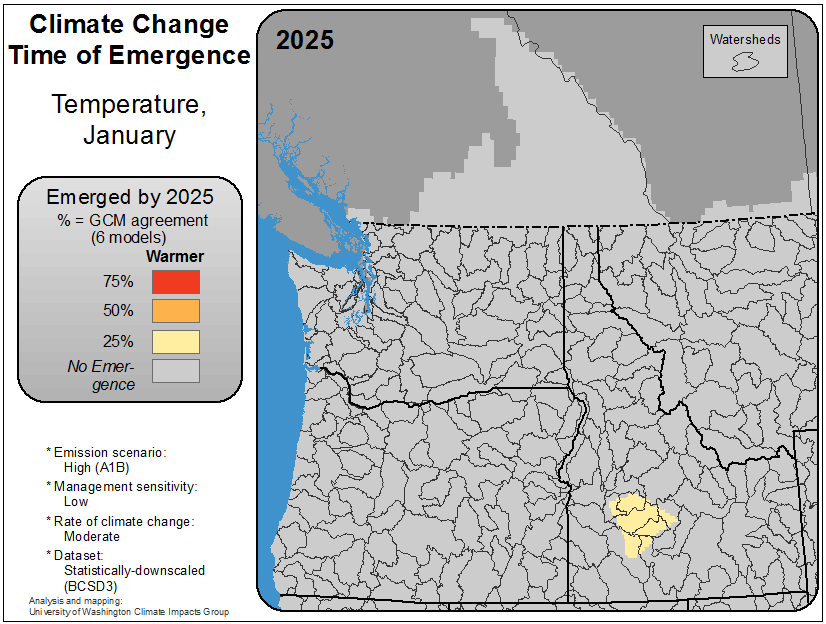 Climate Change
Time of Emergence
Temperature,
January
Emerged by 2025
% = GCM agreement
(6 models)
Warmer
75%
50%
25%
No Emer-
gence
* Emission scenario:
High (A1B)
* Management sensitivity:
Low
* Rate of climate change:
Moderate
* Dataset:
Statistically-downscaled
(BCSD3)
Analysis and mapping:
University of Washington Climate Impacts Group
2025
Watersheds